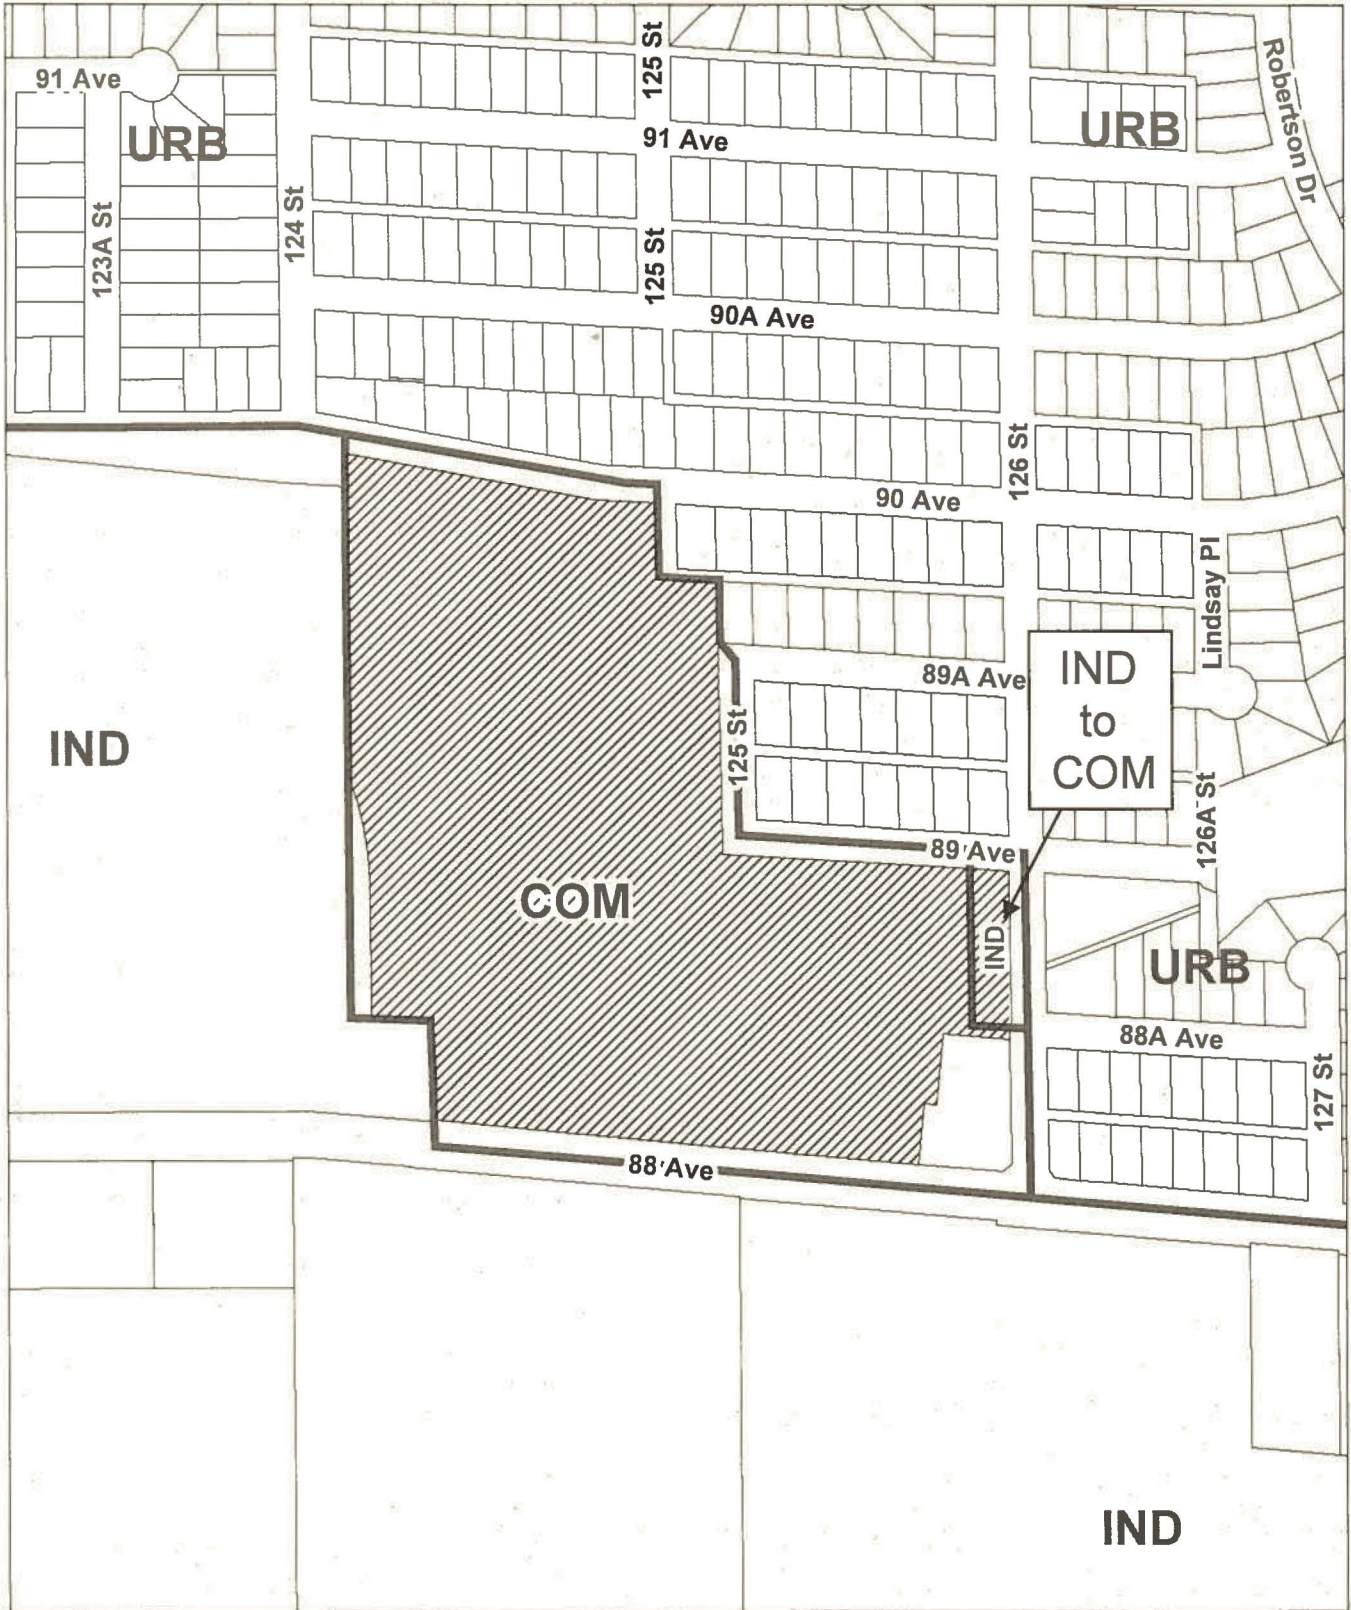 125 St
Robertson Dr
91 Ave
URB
URB
91 Ave
123A St
124 St
125 St
90A Ave
126 St
90 Ave
Lindsay Pl
89A Ave
IND
to
COM
125 St
IND
126A St
89 Ave
COM
IND
URB
88A Ave
127 St
88 Ave
IND